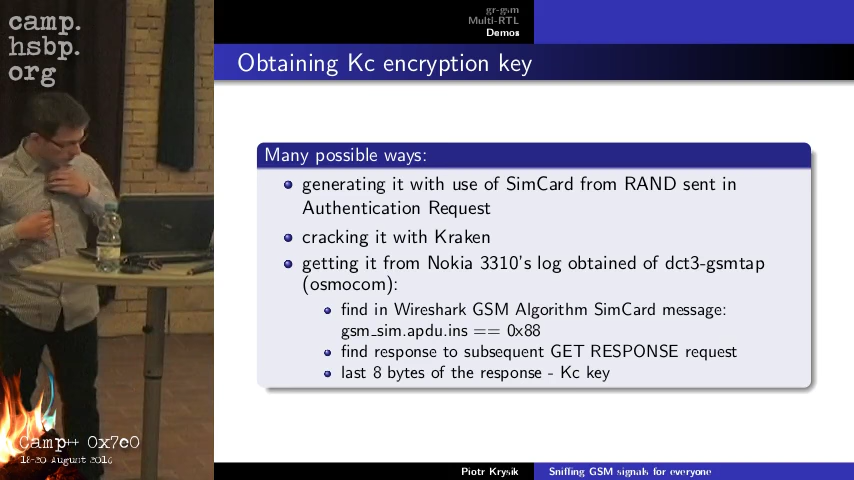 camp.
hsbp.
org
gr-gsm
Multi-RTL
Demos
Obtaining Kc encryption key
Many possible ways:
generating it with use of SimCard from RAND sent in
Authentication Request
cracking it with Kraken
getting it from Nokia 3310's log obtained of dct3-gsmtap
(osmocom):
find in Wireshark GSM Algorithm SimCard message:
gsm_sim.apdu.ins == 0x88
find response to subsequent GET RESPONSE request
last 8 bytes of the response - Kc key
Camp++ 0x7e0
18-20 August 2016
Piotr Krysik
Sniffing GSM signals for everyone